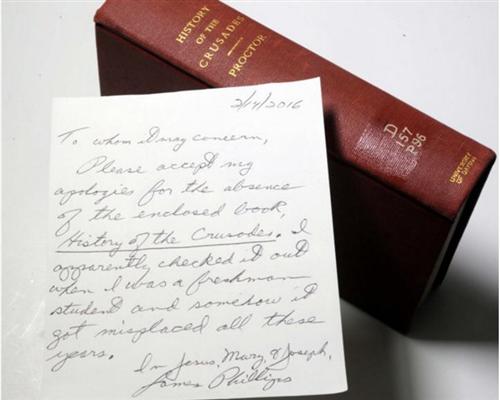 HISTORY
OF THE
CRUSADES
PROCTOR
D
157
P96
UNIVERSITY
OF DAYTON
2/14/2016
To whom it may concern,
Please accept my
apologies for the absence
of the enclosed book,
History of the Crusades. I
apparently checked it out
when I was a freshman
student and somehow it
got misplaced all these
years.
In Jesus, Mary, & Joseph,
James Phillips